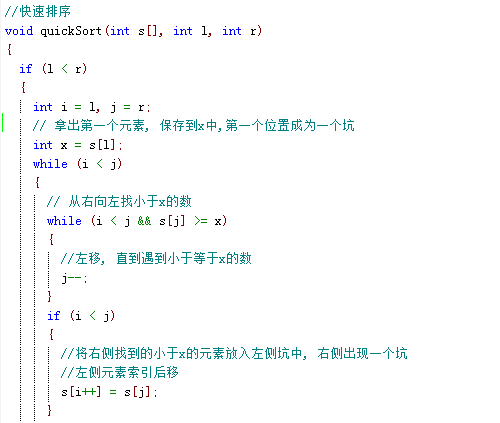 //快速排序
void quickSort(int s[], int l, int r)
{
if (l < r)
{
int i = l, j = r;
// 拿出第一个元素, 保存到x中,第一个位置成为一个坑
int x = s[l];
while (i < j)
{
// 从右向左找小于x的数
while (i < j && s[j] >= x)
{
//左移, 直到遇到小于等于x的数
j--;
}
if (i < j)
{
//将右侧找到的小于x的元素放入左侧坑中, 右侧出现一个坑
//左侧元素索引后移
s[i++] = s[j];
}